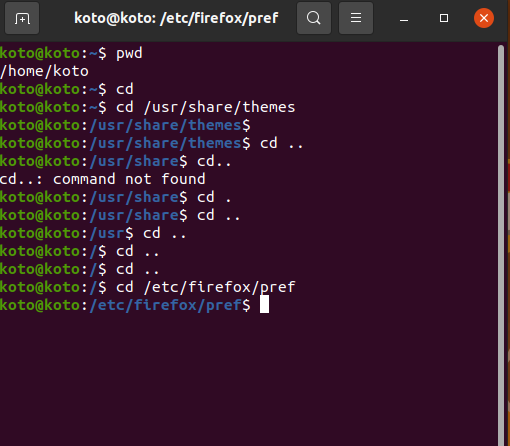 koto@koto: /etc/firefox/pref
koto@koto:~$ pwd
/home/koto
koto@koto:~$ cd
koto@koto:~$ cd /usr/share/themes
koto@koto:/usr/share/themes$
koto@koto:/usr/share/themes$ cd ..
koto@koto:/usr/share$ cd..
cd..: command not found
koto@koto:/usr/share$ cd .
koto@koto:/usr/share$ cd ..
koto@koto:/usr$ cd ..
koto@koto:/$ cd ..
koto@koto:/$ cd ..
koto@koto:/$ cd /etc/firefox/pref
koto@koto:/etc/firefox/pref$